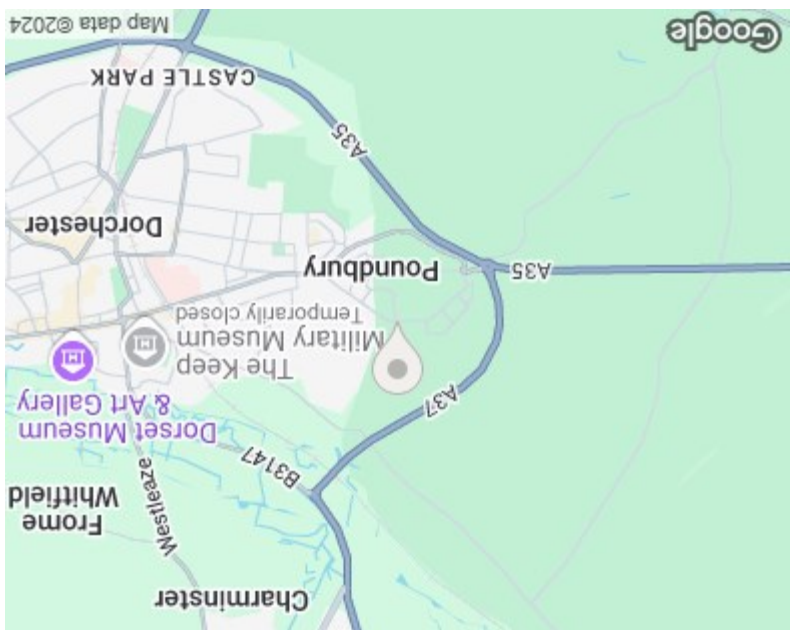 Charminster
Frome
Whitfield
Westleaze
B3147
Dorset Museum
& Art Gallery
A37
The Keep
Military Museum
Temporarily closed
Poundbury
A35
Dorchester
A35
CASTLE PARK
Google
Map data ©2024